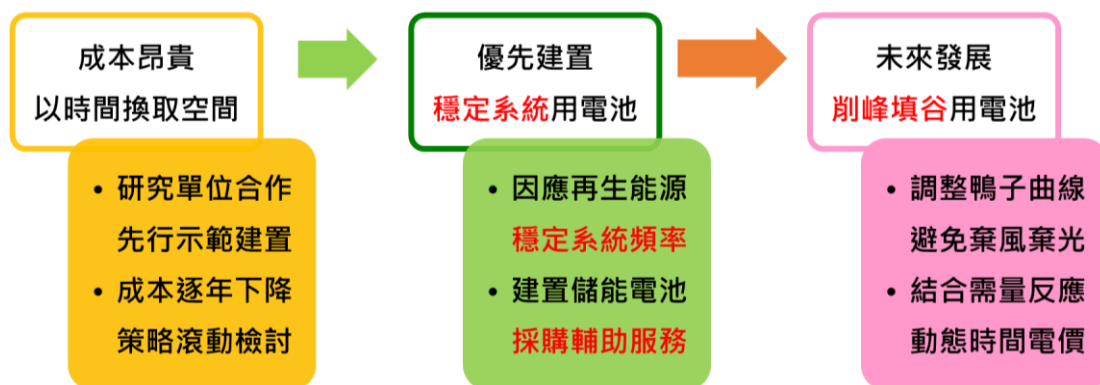 成本昂貴
以時間換取空間
• 研究單位合作
先行示範建置
• 成本逐年下降
策略滾動檢討
優先建置
穩定系統用電池
• 因應再生能源
穩定系統頻率
• 建置儲能電池
採購輔助服務
未來發展
削峰填谷用電池
• 調整鴨子曲線
避免棄風棄光
• 結合需量反應
動態時間電價